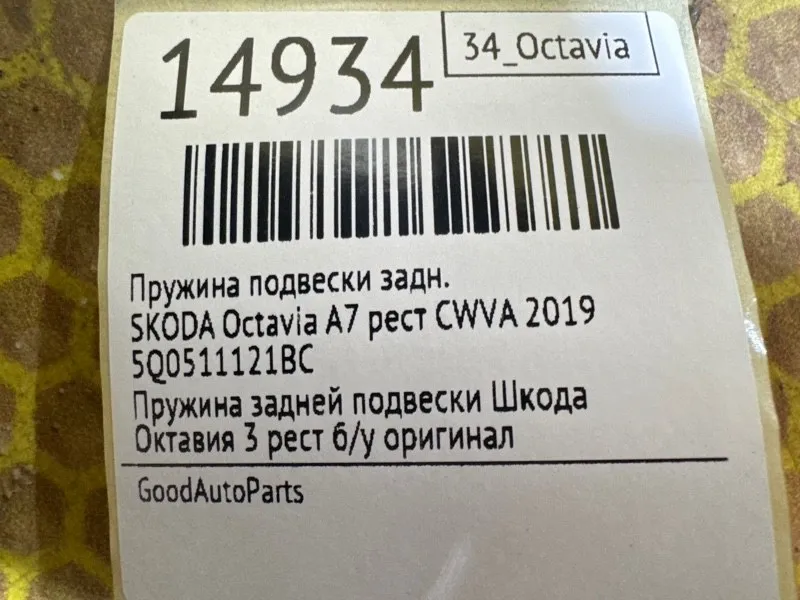 14934
34_Octavia
Пружина подвески задн.
SKODA Octavia A7 рест CWVA 2019
5Q0511121BC
Пружина задней подвески Шкода
Октавия 3 рест б/у оригинал
GoodAutoParts